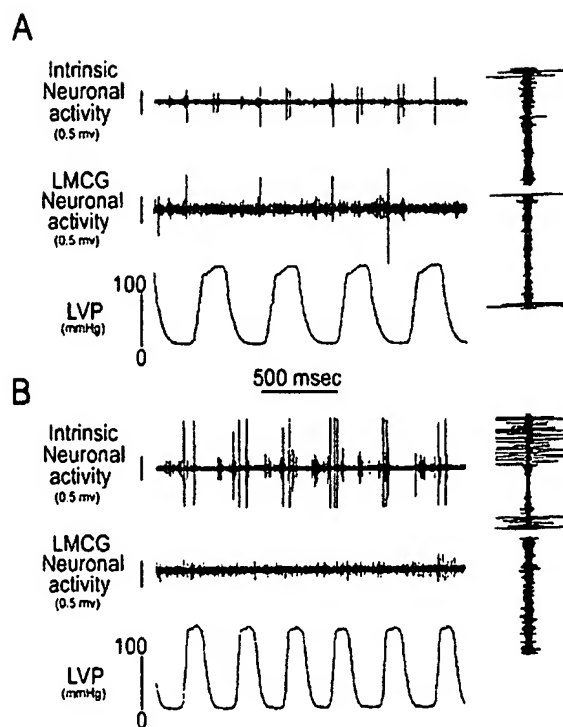 A
Intrinsic
Neuronal
activity
(0.5 mv)
LMCG
Neuronal
activity
(0.5 mv)
100
LVP
(mmHg)
0
500 msec
B
Intrinsic
Neuronal
activity
(0.5 mv)
LMCG
Neuronal
activity
(0.5 mv)
100
LVP
(mmHg)
0